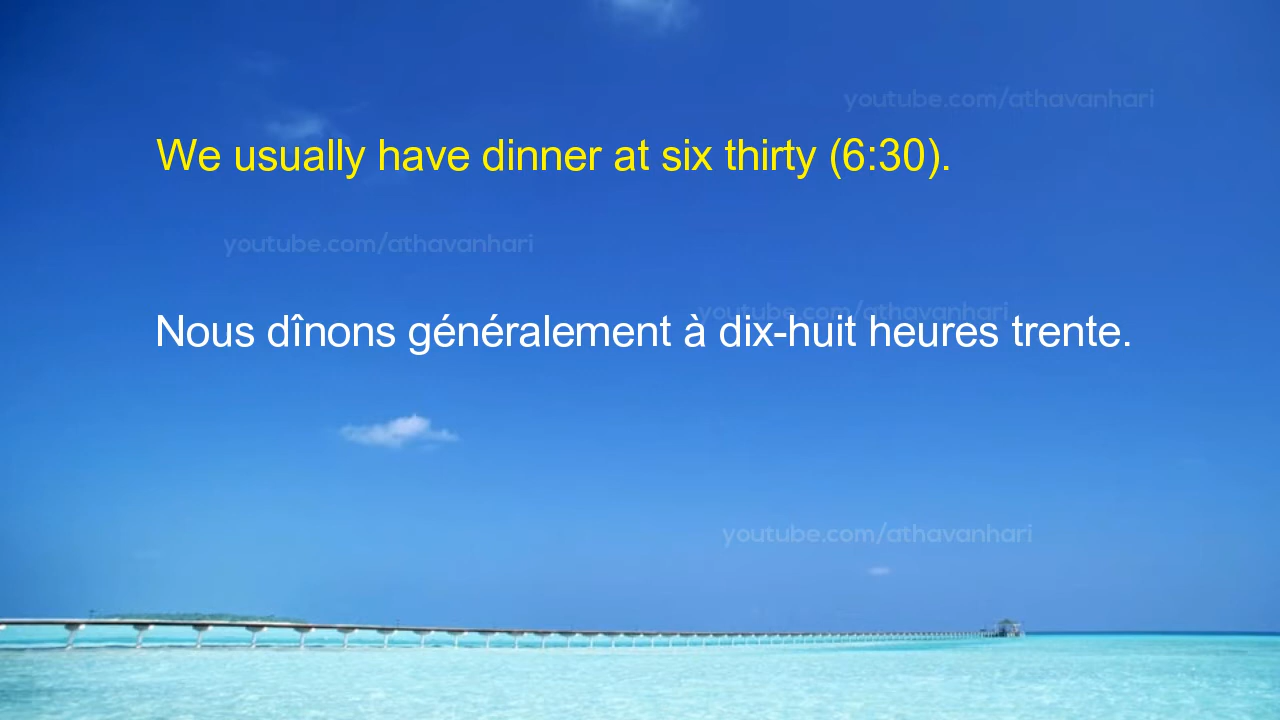 youtube.com/athavanhari
We usually have dinner at six thirty (6:30).
youtube.com/athavanhari
youtube.com/athavanhari
Nous dînons généralement à dix-huit heures trente.
youtube.com/athavanhari